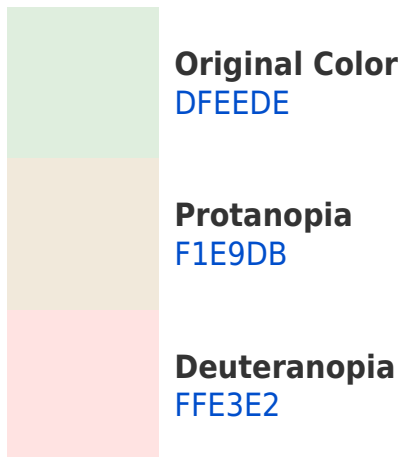 Original Color
DFEEDE
Protanopia
F1E9DB
Deuteranopia
FFE3E2